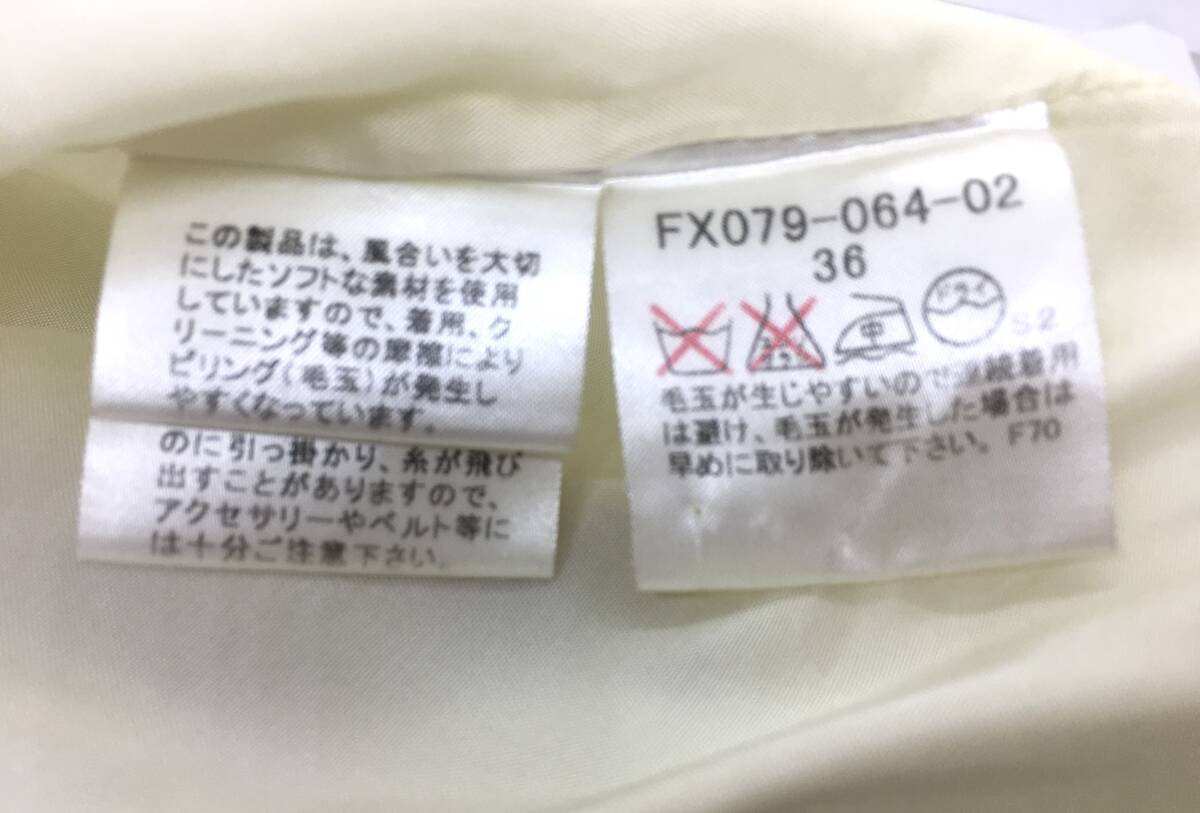 この製品は、風合いを大切
にしたソフトな素材を使用
していますので、着用、ク
リーニング等の摩擦により
ピリング(毛玉)が発生し
やすくなっています。
のに引っ掛かり、糸が飛び
出すことがありますので、
アクセサリーやベルト等に
は十分ご注意下さい。
FX079-064-02
36
エンソ
サラシ
中
ドライ
S2
毛玉が生じやすいので連続着用
は避け、毛玉が発生した場合は
早めに取り除いて下さい。F70